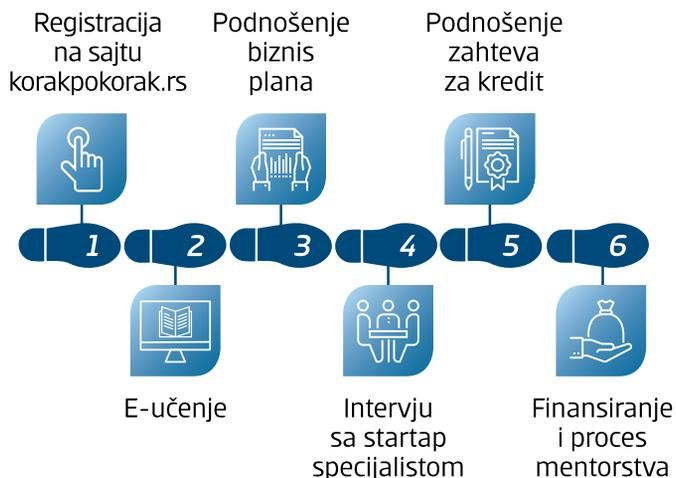 Registracija
na sajtu
korakpokorak.rs
Podnošenje
biznis
plana
Podnošenje
zahteva
za kredit
1
2
3
4
5
6
E-učenje
Intervju
sa startap
specijalistom
Finansiranje
i proces
mentorstva